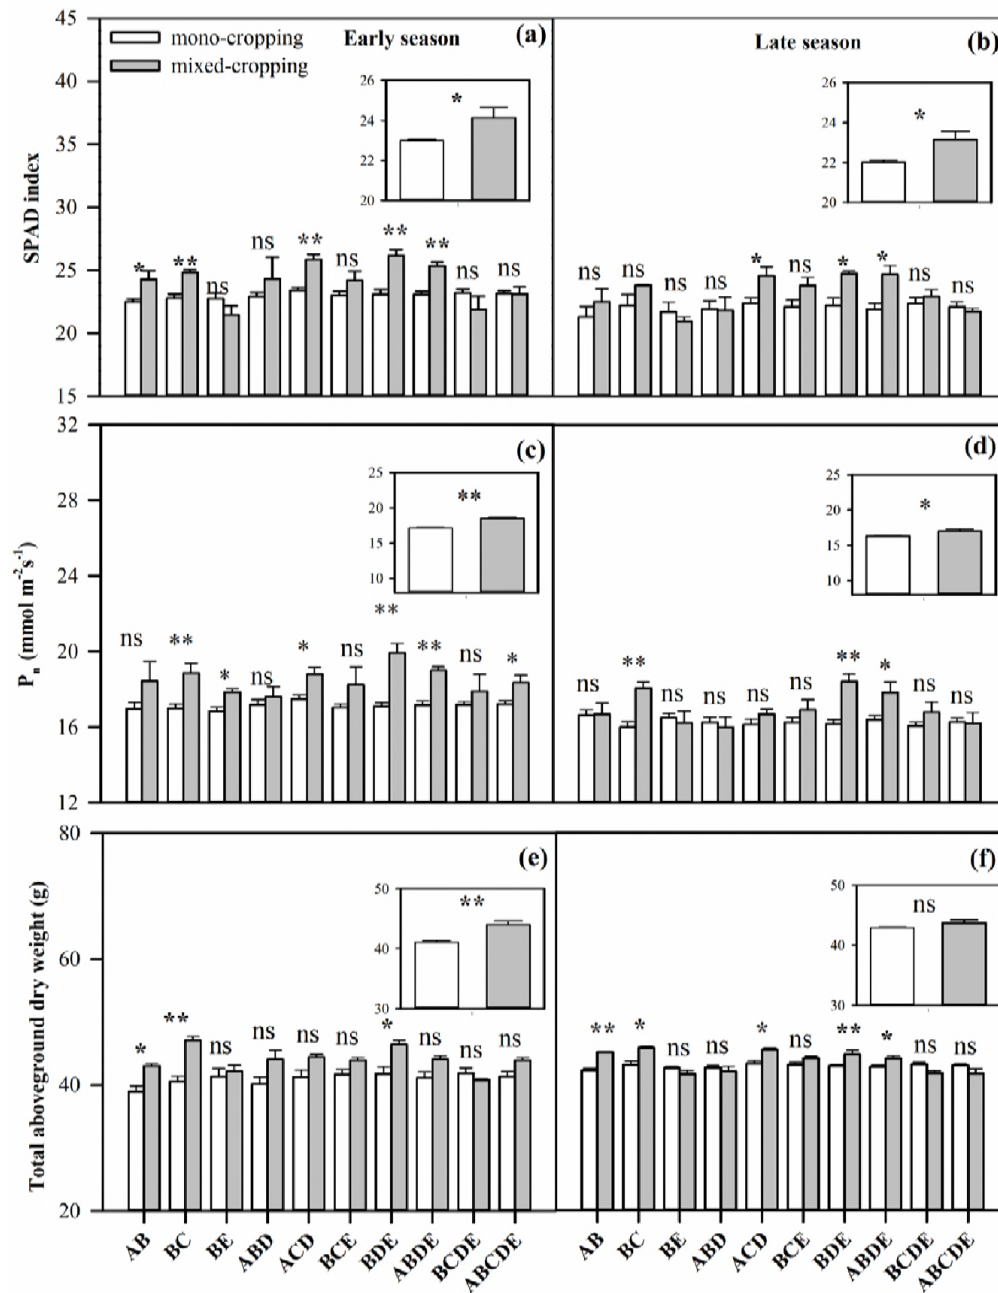 45
40
35
30
25
20
15
SPAD index
mono-cropping
mixed-cropping
Early season
(a)
26
24
22
20
*
* ** ns ns ** ns ** ** ns ns
Late season
(b)
26
24
22
20
*
ns ns ns ns * ns * * ns ns
32
28
24
20
16
12
Pn (mmol m-2s-1)
(c)
25
20
15
10
**
ns ** * ns * ns ** ** ns *
(d)
25
20
15
10
*
ns ** ns ns ns ns ** * ns ns
80
60
40
20
Total aboveground dry weight (g)
(e)
50
40
30
**
* ** ns ns ns ns * ns ns ns
(f)
50
40
30
ns
** * ns ns * ns ** * ns ns
AB BC BE ABD ACD BCE BDE ABDE BCDE ABCDE
AB BC BE ABD ACD BCE BDE ABDE BCDE ABCDE